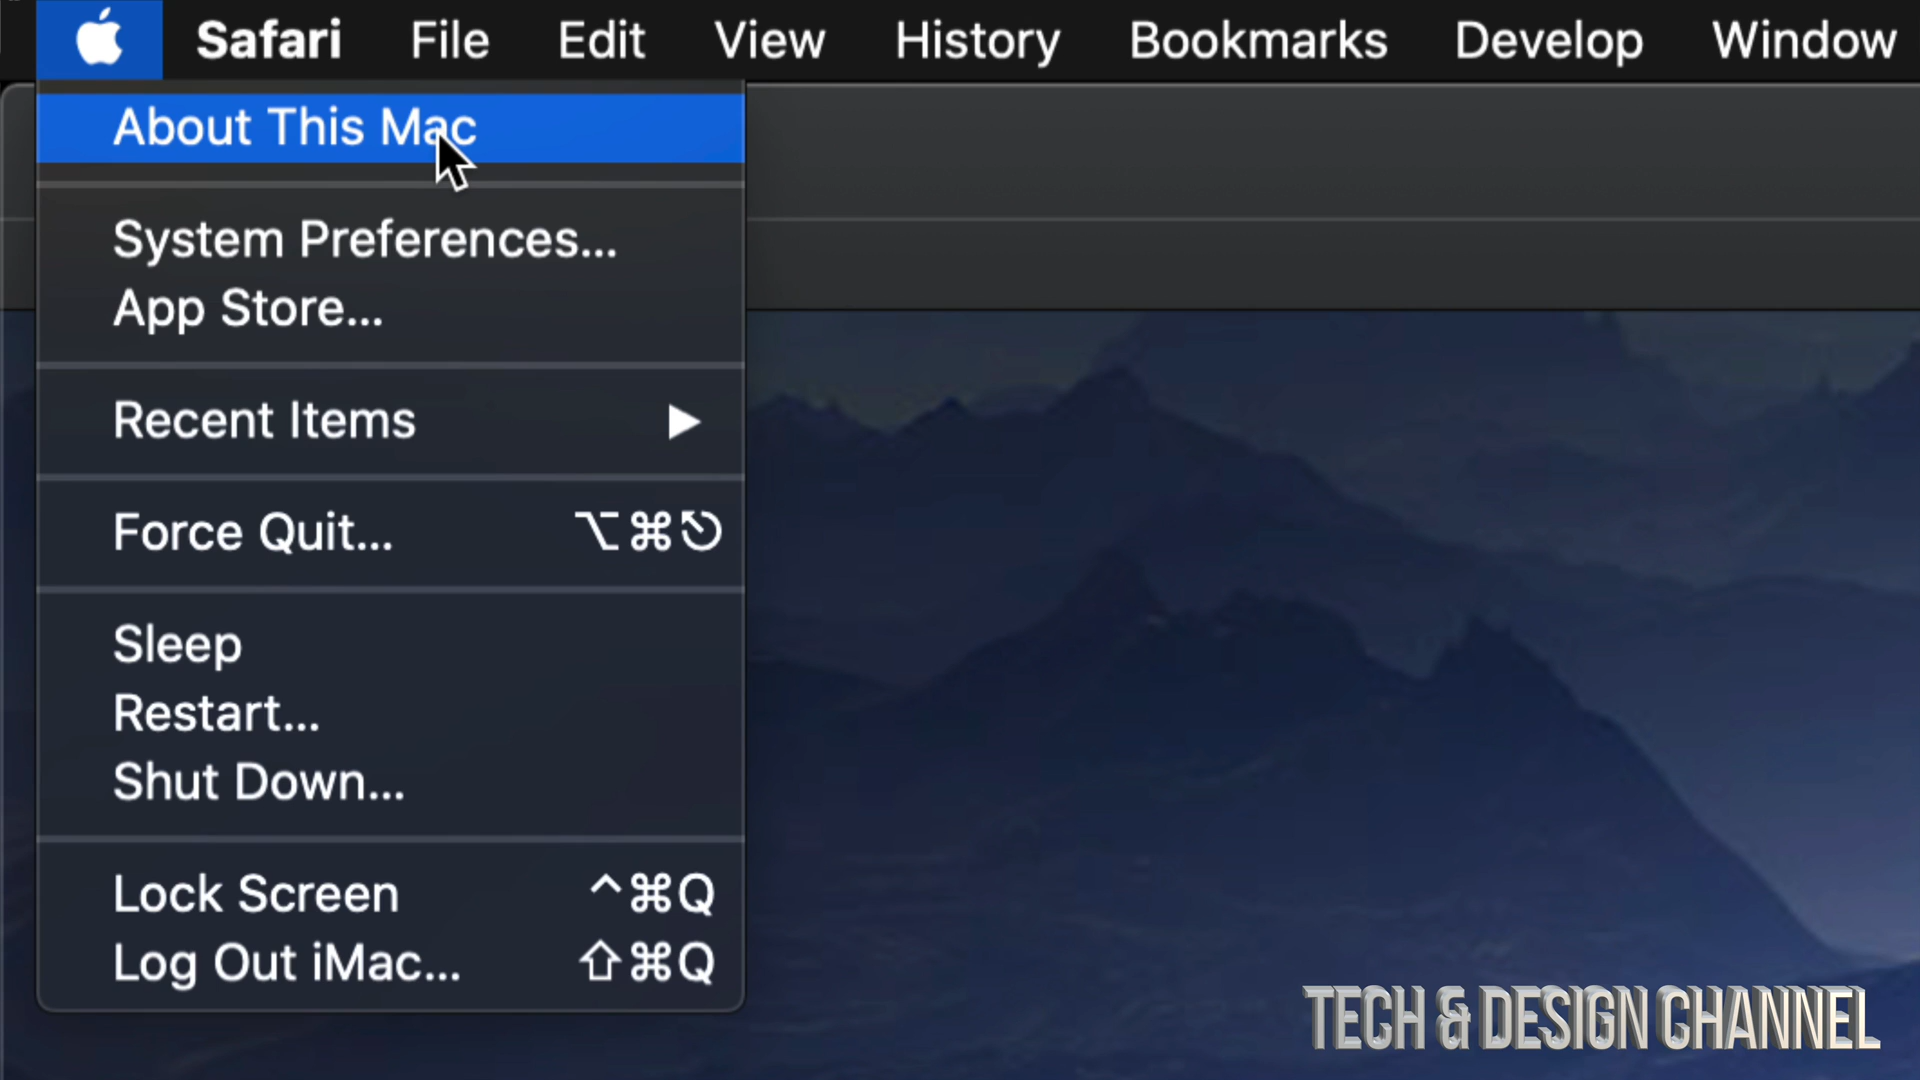 Safari File Edit View History Bookmarks Develop Window
About This Mac
System Preferences...
App Store...
Recent Items ▶
Force Quit... ⌥⌘⎋
Sleep
Restart...
Shut Down...
Lock Screen ^⌘Q
Log Out iMac... ⇧⌘Q
TECH & DESIGN CHANNEL